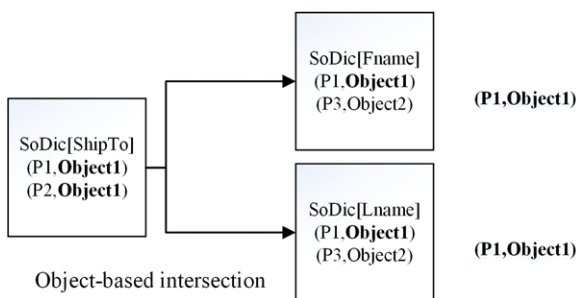 SoDic[Fname]
(P1,Object1)
(P3,Object2)
(P1,Object1)
SoDic[ShipTo]
(P1,Object1)
(P2,Object1)
SoDic[Lname]
(P1,Object1)
(P3,Object2)
(P1,Object1)
Object-based intersection